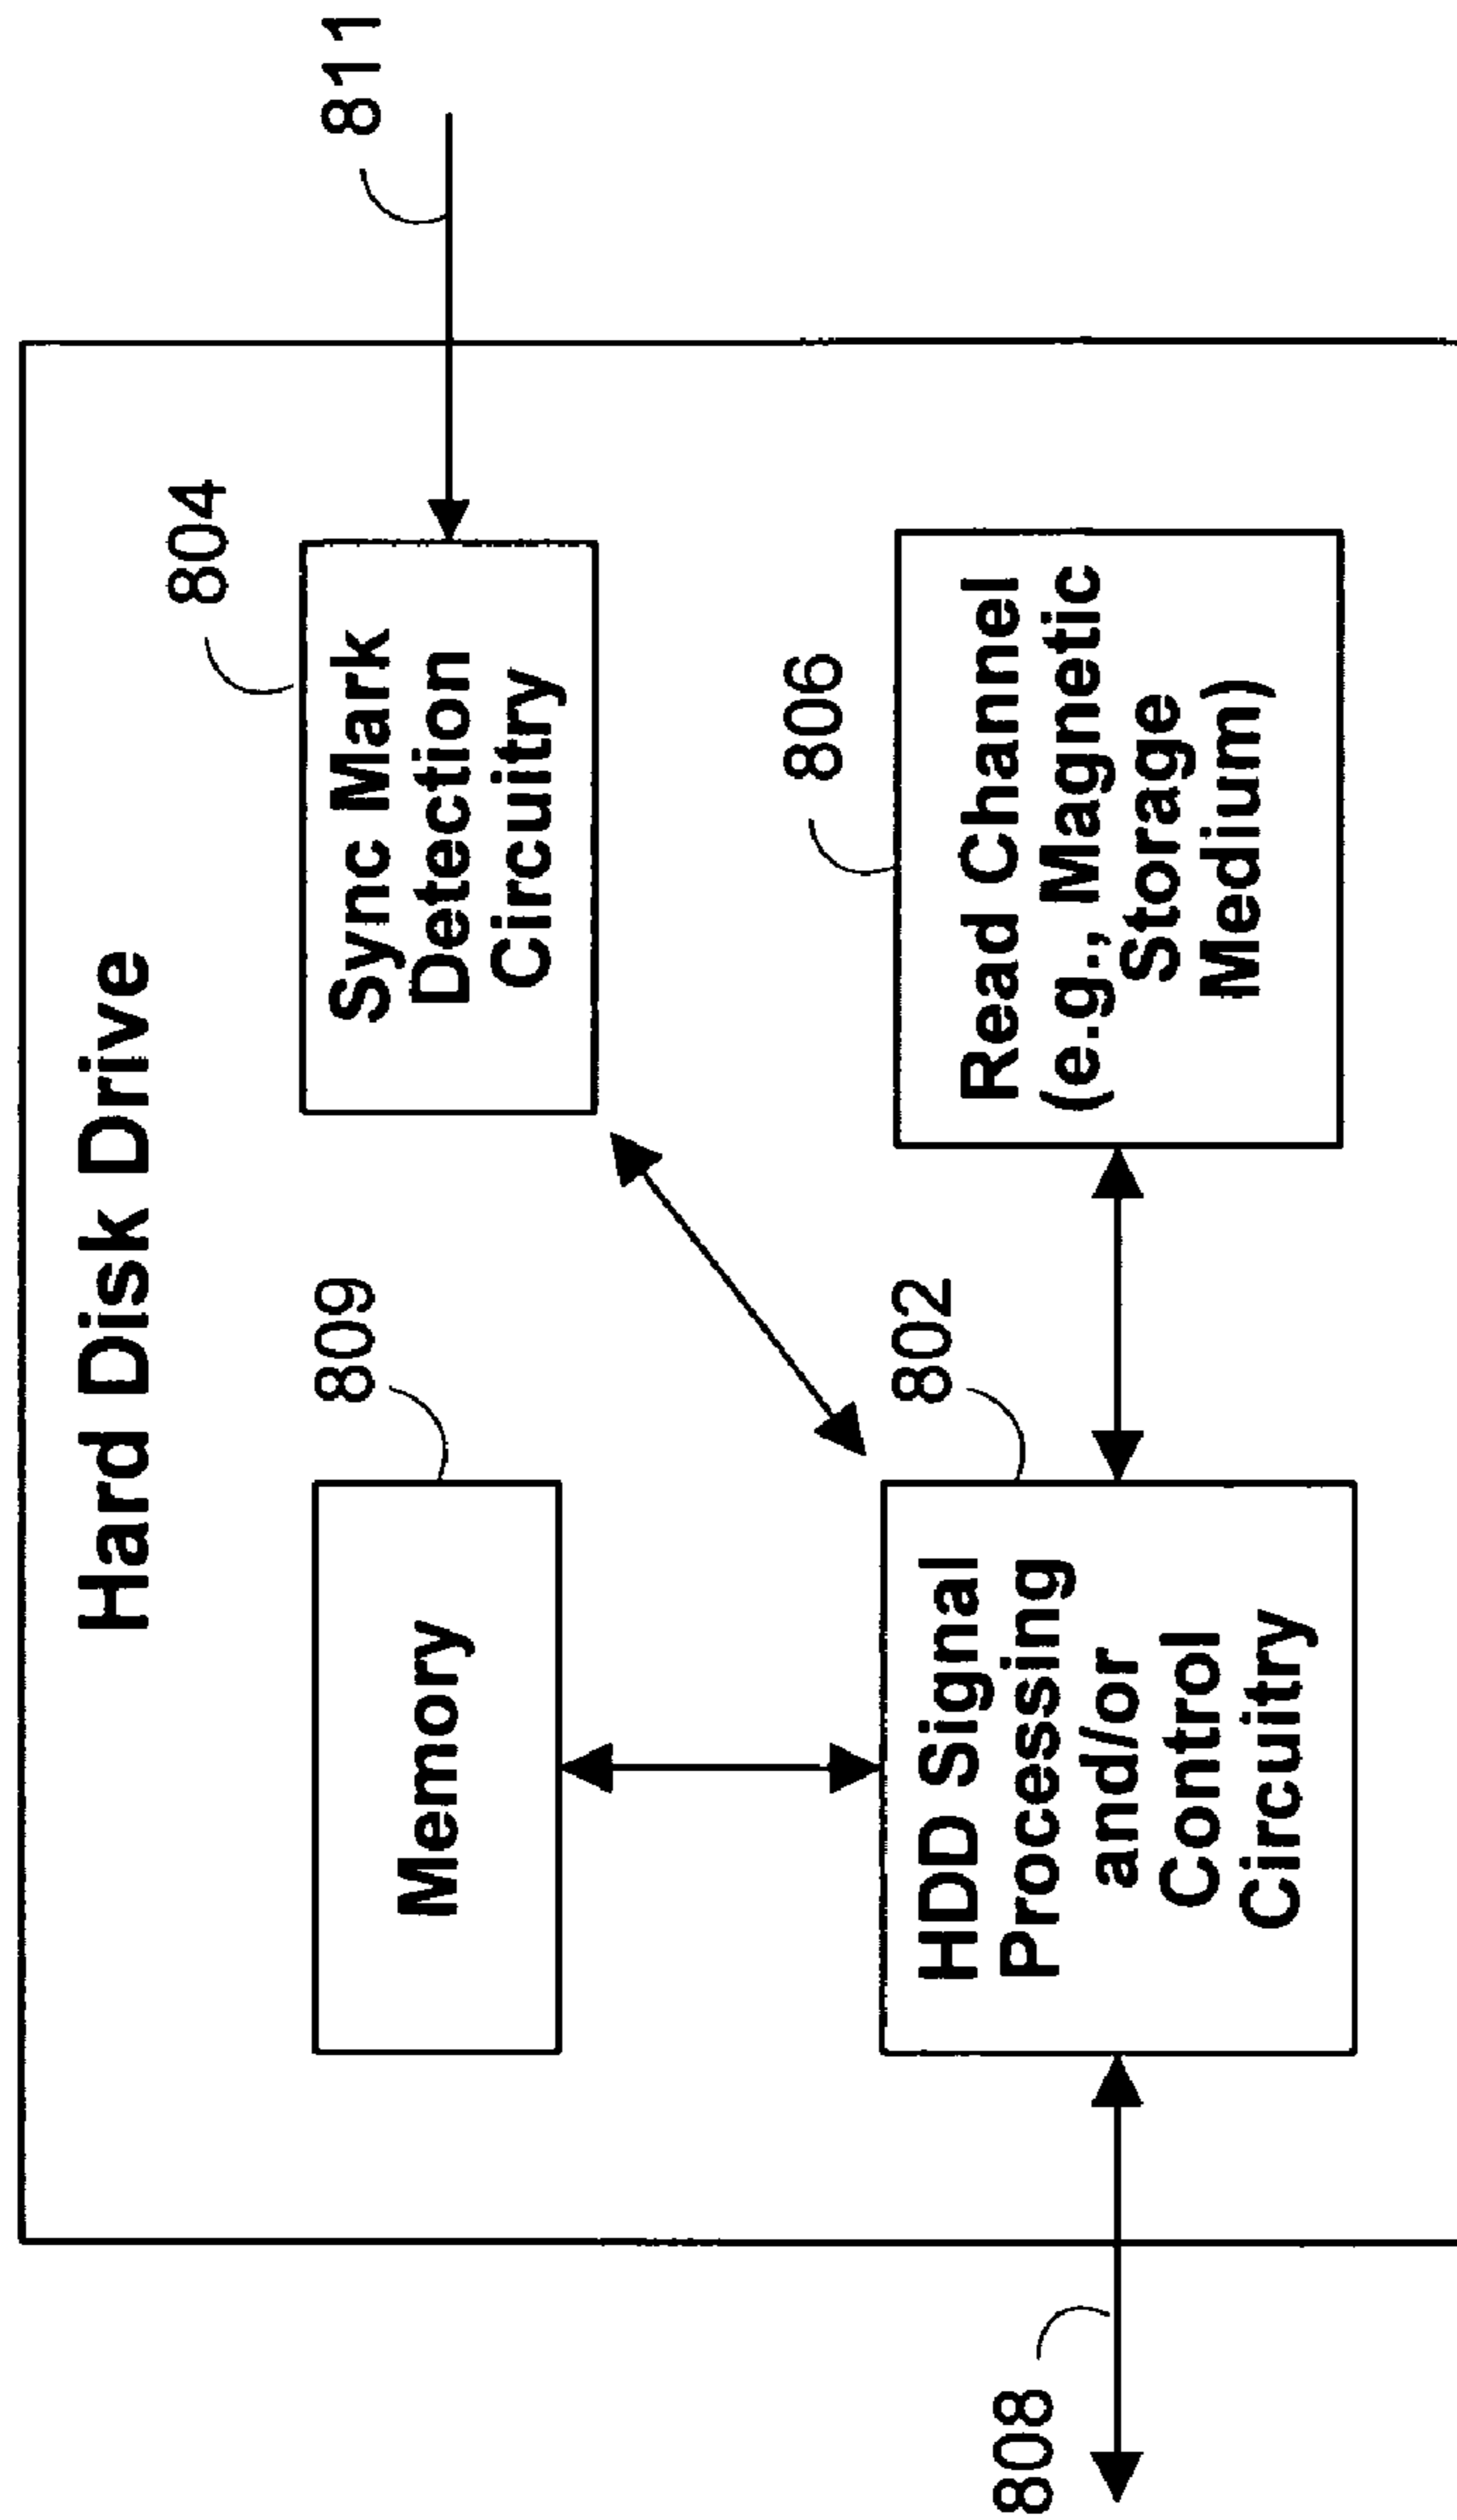 Hard Disk Drive
809
Memory
804
Sync Mark
Detection
Circuitry
811
802
HDD Signal
Processing
and/or
Control
Circuitry
806
Read Channel
(e.g., Magnetic
Storage
Medium)
808